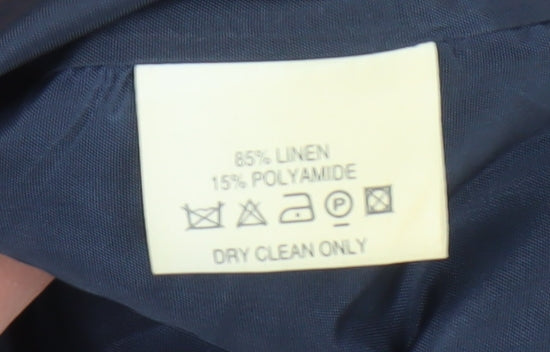 85% LINEN
15% POLYAMIDE
P
DRY CLEAN ONLY